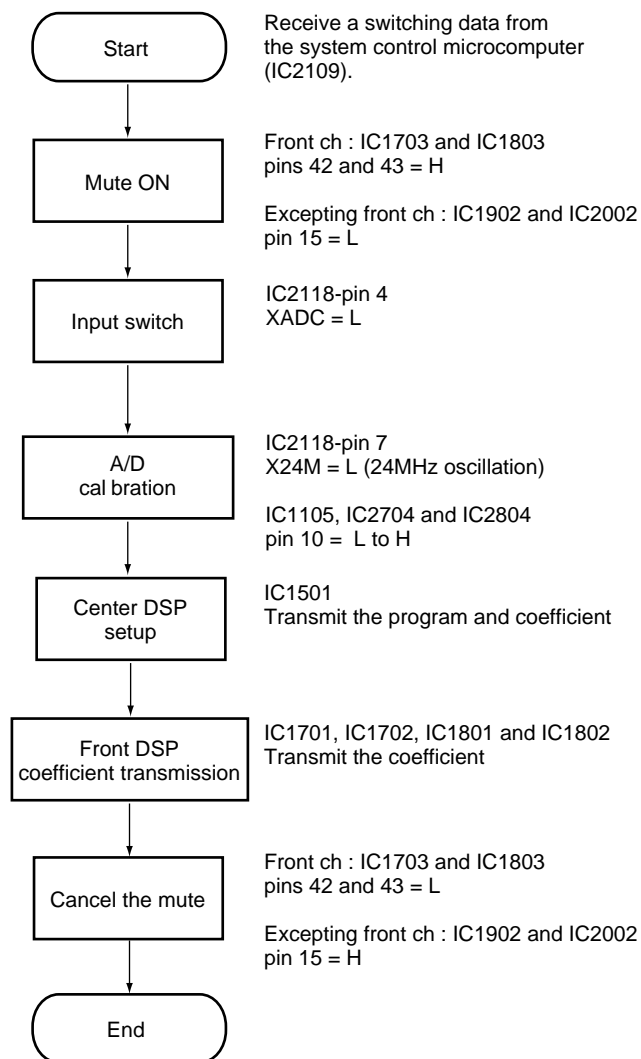 Start
Receive a switching data from
the system control microcomputer
(IC2109).
Mute ON
Front ch : IC1703 and IC1803
pins 42 and 43 = H
Excepting front ch : IC1902 and IC2002
pin 15 = L
Input switch
IC2118-pin 4
XADC = L
A/D
cal bration
IC2118-pin 7
X24M = L (24MHz oscillation)
IC1105, IC2704 and IC2804
pin 10 =  L to H
Center DSP
setup
IC1501
Transmit the program and coefficient
Front DSP
coefficient transmission
IC1701, IC1702, IC1801 and IC1802
Transmit the coefficient
Cancel the mute
Front ch : IC1703 and IC1803
pins 42 and 43 = L
Excepting front ch : IC1902 and IC2002
pin 15 = H
End